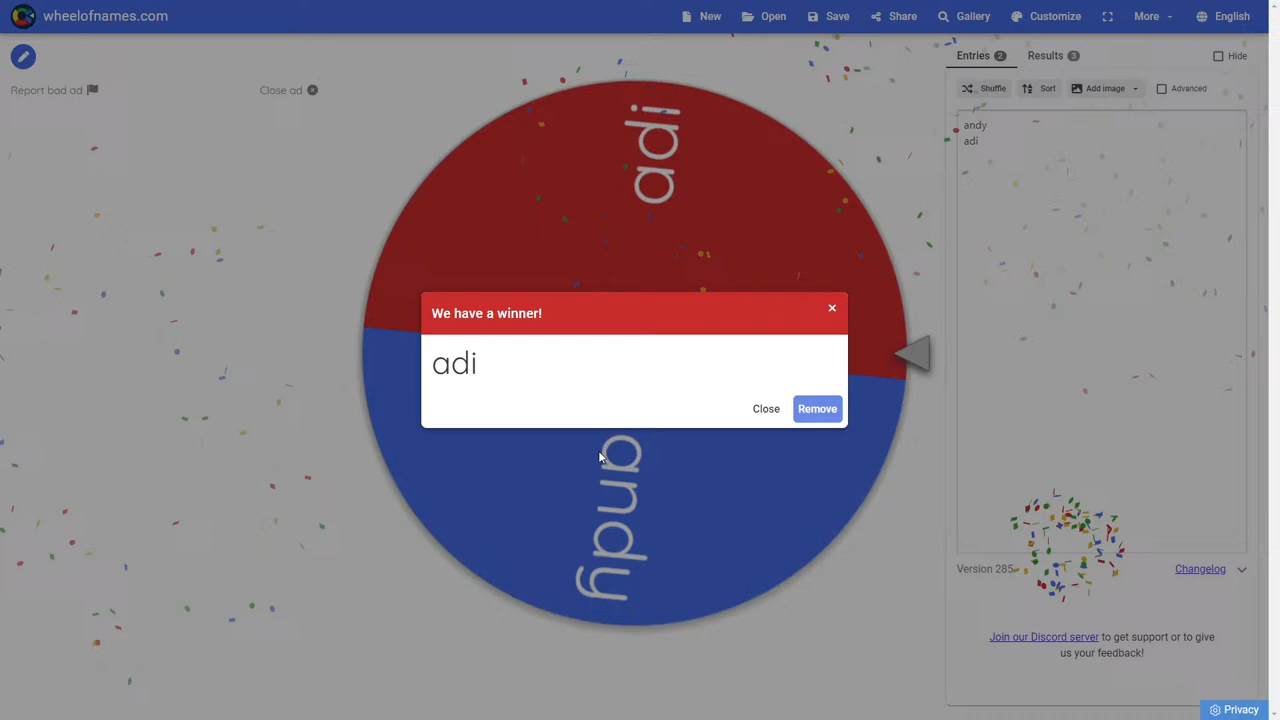 wheelofnames.com
New
Open
Save
Share
Gallery
Customize
More
English
Report bad ad
Close ad
Entries 2
Results 3
Hide
Shuffle
Sort
Add image
Advanced
andy
adi
adi
We have a winner!
adi
Close
Remove
andy
Version 285
Changelog
Join our Discord server to get support or to give
us your feedback!
Privacy